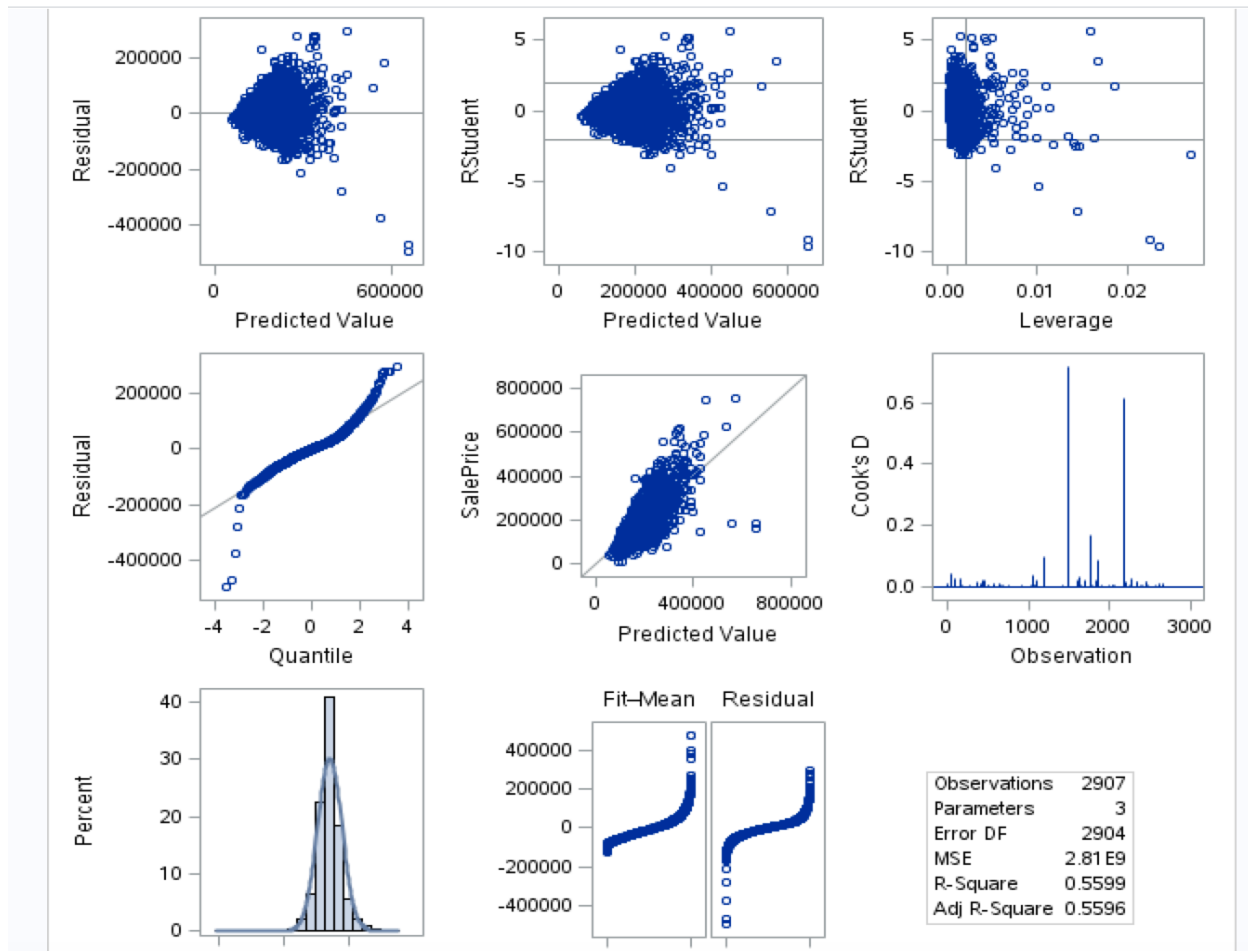 200000
0
-200000
-400000
Residual
0
600000
Predicted Value
5
0
-5
-10
RStudent
0
200000
400000
600000
Predicted Value
5
0
-5
-10
RStudent
0.00
0.01
0.02
Leverage
200000
0
-200000
-400000
Residual
-4
-2
0
2
4
Quantile
800000
600000
400000
200000
0
SalePrice
0
400000
800000
Predicted Value
0.6
0.4
0.2
0.0
Cook's D
0
1000
2000
3000
Observation
40
30
20
10
0
Percent
Fit–Mean
Residual
400000
200000
0
-200000
-400000
Observations 2907
Parameters 3
Error DF 2904
MSE 2.81E9
R-Square 0.5599
Adj R-Square 0.5596